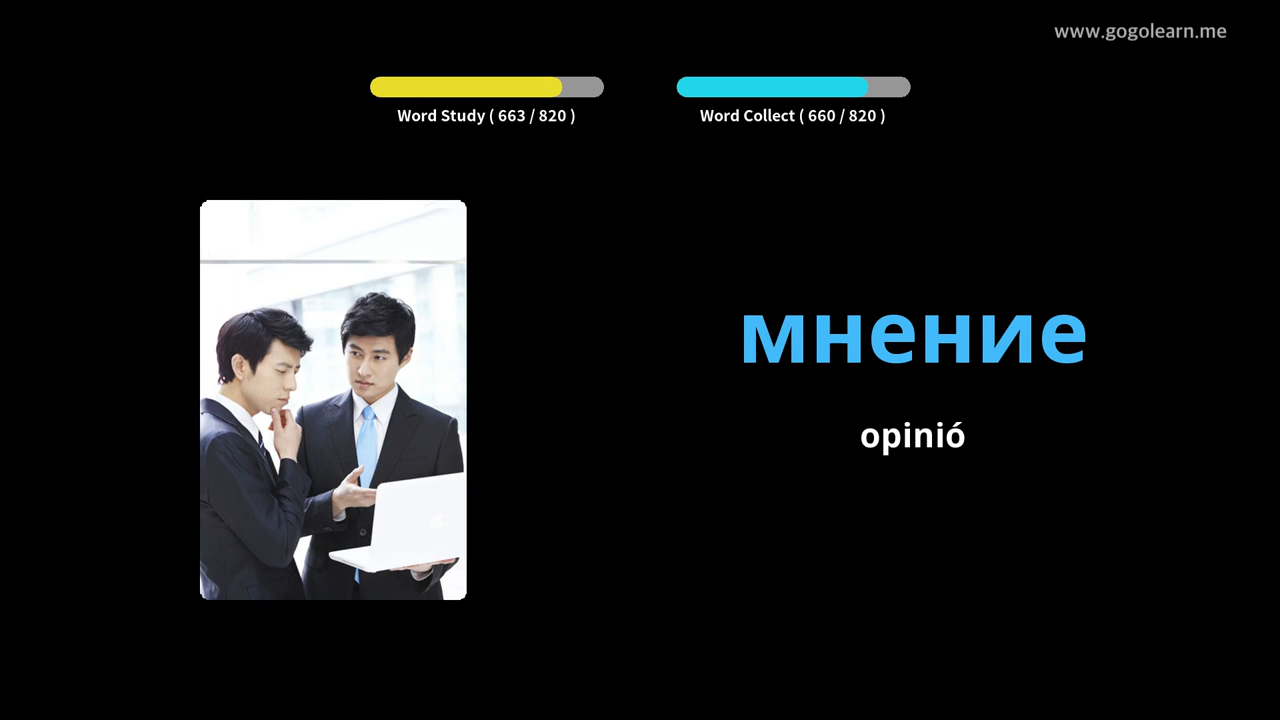 www.gogolearn.me
Word Study ( 663 / 820 )
Word Collect ( 660 / 820 )
мнение
opinió